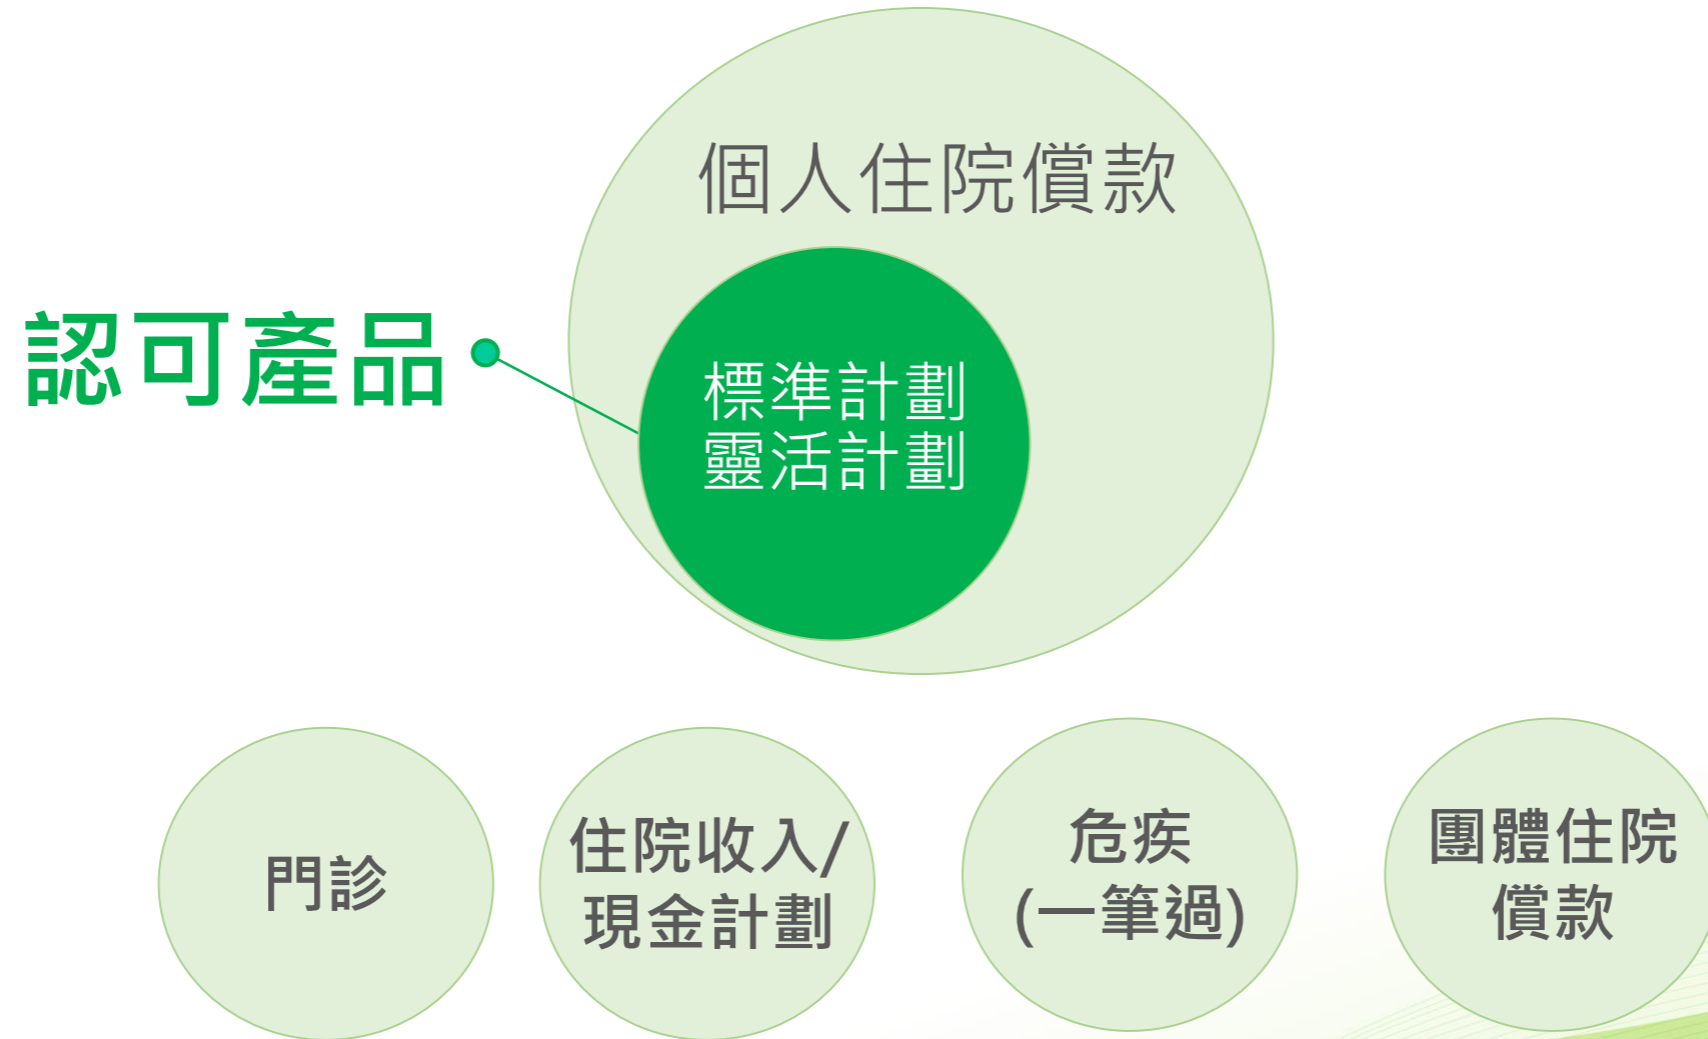 個人住院償款
認可產品
標準計劃
靈活計劃
門診
住院收入/
現金計劃
危疾
(一筆過)
團體住院
償款